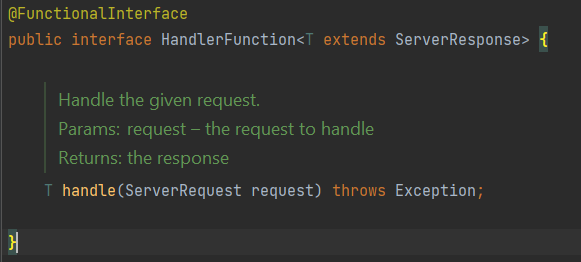 @FunctionalInterface
public interface HandlerFunction<T extends ServerResponse> {
Handle the given request.
Params: request – the request to handle
Returns: the response
T handle(ServerRequest request) throws Exception;
}